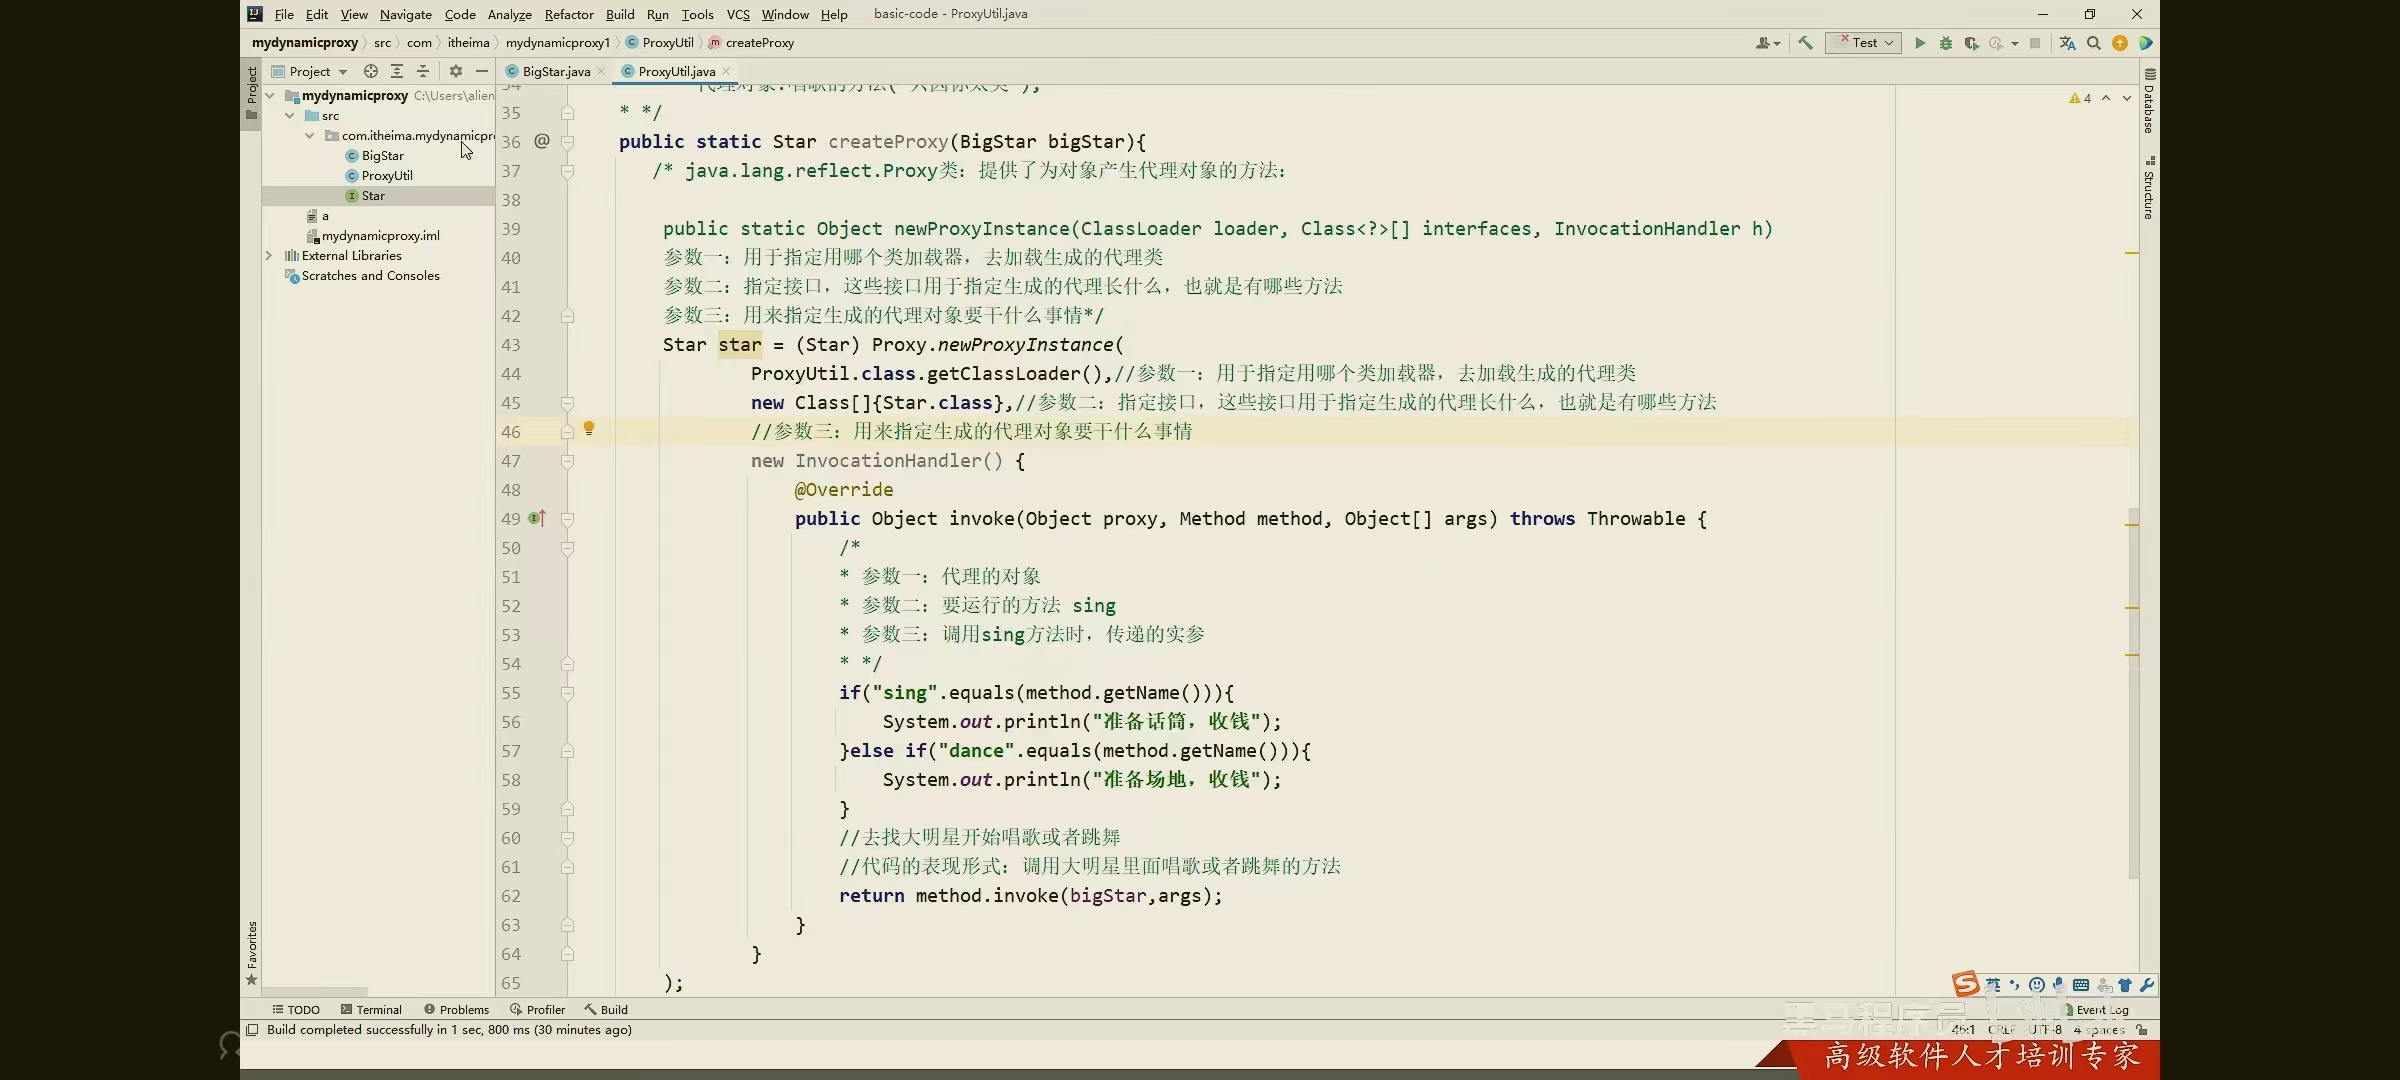 File Edit View Navigate Code Analyze Refactor Build Run Tools VCS Window Help basic-code - ProxyUtil.java
mydynamicproxy src com itheima mydynamicproxy1 ProxyUtil createProxy
Test
Project
BigStar.java ProxyUtil.java
Project
mydynamicproxy C:\Users\alien
src
com.itheima.mydynamicpro
BigStar
ProxyUtil
Star
a
mydynamicproxy.iml
External Libraries
Scratches and Consoles
Favorites
35 * */
36 @ public static Star createProxy(BigStar bigStar){
37 /* java.lang.reflect.Proxy类：提供了为对象产生代理对象的方法：
38
39 public static Object newProxyInstance(ClassLoader loader, Class<?>[] interfaces, InvocationHandler h)
40 参数一：用于指定用哪个类加载器，去加载生成的代理类
41 参数二：指定接口，这些接口用于指定生成的代理长什么，也就是有哪些方法
42 参数三：用来指定生成的代理对象要干什么事情*/
43 Star star = (Star) Proxy.newProxyInstance(
44 ProxyUtil.class.getClassLoader(),//参数一：用于指定用哪个类加载器，去加载生成的代理类
45 new Class[]{Star.class},//参数二：指定接口，这些接口用于指定生成的代理长什么，也就是有哪些方法
46 //参数三：用来指定生成的代理对象要干什么事情
47 new InvocationHandler() {
48 @Override
49 public Object invoke(Object proxy, Method method, Object[] args) throws Throwable {
50 /*
51 * 参数一：代理的对象
52 * 参数二：要运行的方法 sing
53 * 参数三：调用sing方法时，传递的实参
54 * */
55 if("sing".equals(method.getName())){
56 System.out.println("准备话筒，收钱");
57 }else if("dance".equals(method.getName())){
58 System.out.println("准备场地，收钱");
59 }
60 //去找大明星开始唱歌或者跳舞
61 //代码的表现形式：调用大明星里面唱歌或者跳舞的方法
62 return method.invoke(bigStar,args);
63 }
64 }
65 );
4
Database
Structure
英
TODO Terminal Problems Profiler Build Event Log
Build completed successfully in 1 sec, 800 ms (30 minutes ago) 46:1 CRLF UTF-8 4 spaces
黑马程序员
高级软件人才培训专家